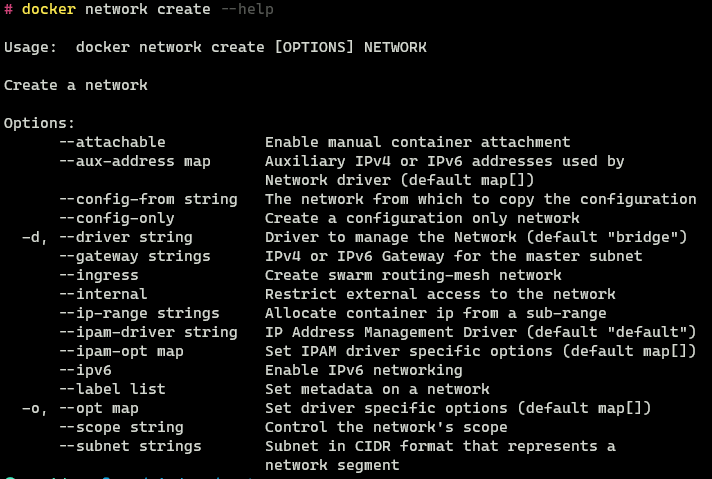 # docker network create --help
Usage:  docker network create [OPTIONS] NETWORK
Create a network
Options:
      --attachable           Enable manual container attachment
      --aux-address map      Auxiliary IPv4 or IPv6 addresses used by
                             Network driver (default map[])
      --config-from string   The network from which to copy the configuration
      --config-only          Create a configuration only network
  -d, --driver string        Driver to manage the Network (default "bridge")
      --gateway strings      IPv4 or IPv6 Gateway for the master subnet
      --ingress              Create swarm routing-mesh network
      --internal             Restrict external access to the network
      --ip-range strings     Allocate container ip from a sub-range
      --ipam-driver string   IP Address Management Driver (default "default")
      --ipam-opt map         Set IPAM driver specific options (default map[])
      --ipv6                 Enable IPv6 networking
      --label list           Set metadata on a network
  -o, --opt map              Set driver specific options (default map[])
      --scope string         Control the network's scope
      --subnet strings       Subnet in CIDR format that represents a
                             network segment